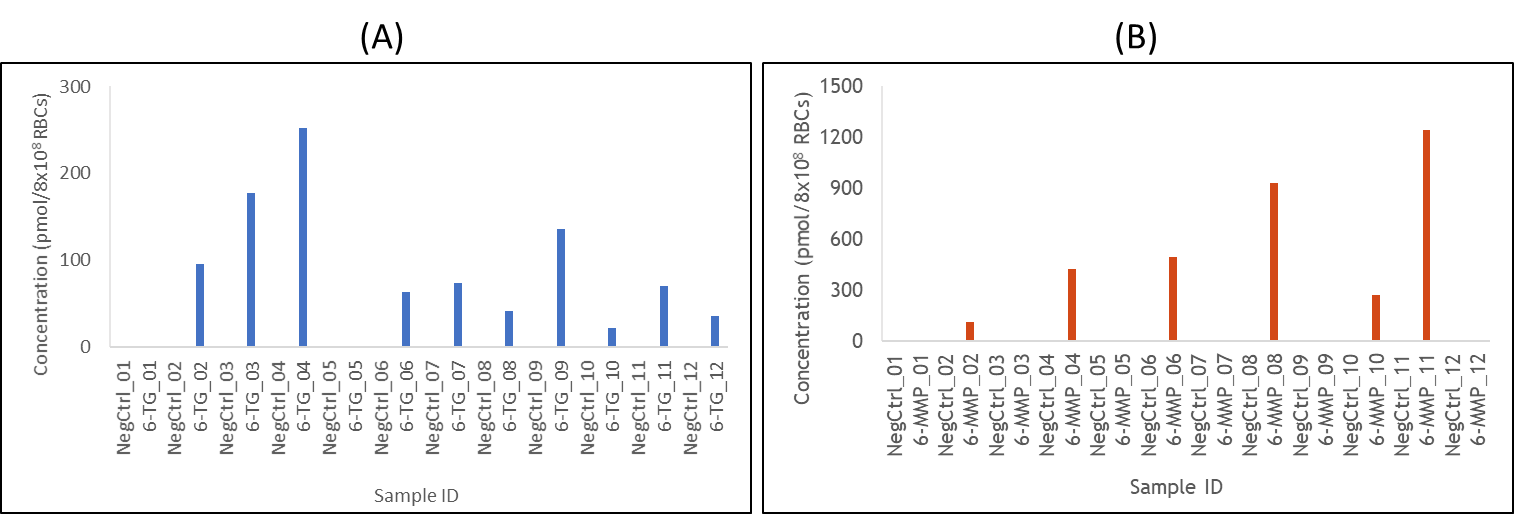 (A)
(B)
300
200
100
0
Concentration (pmol/8x10⁸ RBCs)
NegCtrl_01
6-TG_01
NegCtrl_02
6-TG_02
NegCtrl_03
6-TG_03
NegCtrl_04
6-TG_04
NegCtrl_05
6-TG_05
NegCtrl_06
6-TG_06
NegCtrl_07
6-TG_07
NegCtrl_08
6-TG_08
NegCtrl_09
6-TG_09
NegCtrl_10
6-TG_10
NegCtrl_11
6-TG_11
NegCtrl_12
6-TG_12
Sample ID
1500
1200
900
600
300
0
Concentration (pmol/8x10⁸ RBCs)
NegCtrl_01
6-MMP_01
NegCtrl_02
6-MMP_02
NegCtrl_03
6-MMP_03
NegCtrl_04
6-MMP_04
NegCtrl_05
6-MMP_05
NegCtrl_06
6-MMP_06
NegCtrl_07
6-MMP_07
NegCtrl_08
6-MMP_08
NegCtrl_09
6-MMP_09
NegCtrl_10
6-MMP_10
NegCtrl_11
6-MMP_11
NegCtrl_12
6-MMP_12
Sample ID